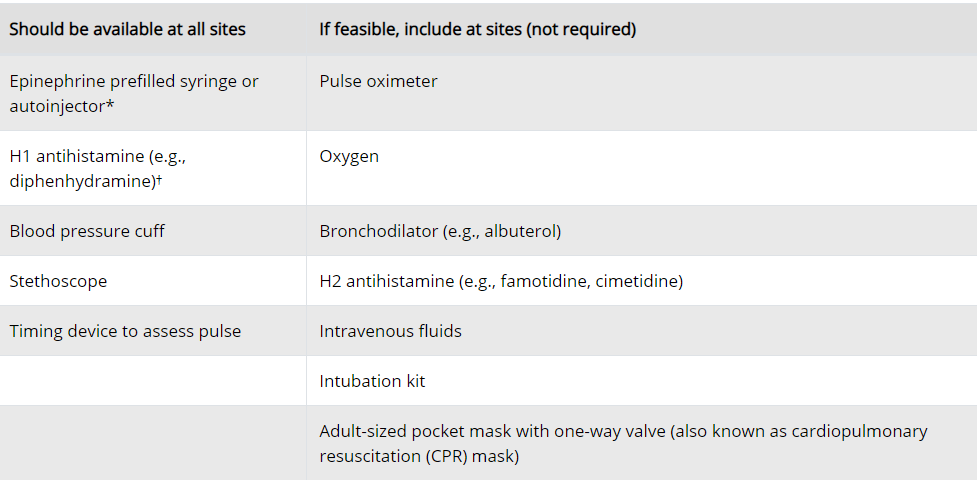 Should be available at all sites
If feasible, include at sites (not required)
Epinephrine prefilled syringe or
autoinjector*
Pulse oximeter
H1 antihistamine (e.g.,
diphenhydramine)†
Oxygen
Blood pressure cuff
Bronchodilator (e.g., albuterol)
Stethoscope
H2 antihistamine (e.g., famotidine, cimetidine)
Timing device to assess pulse
Intravenous fluids
Intubation kit
Adult-sized pocket mask with one-way valve (also known as cardiopulmonary
resuscitation (CPR) mask)